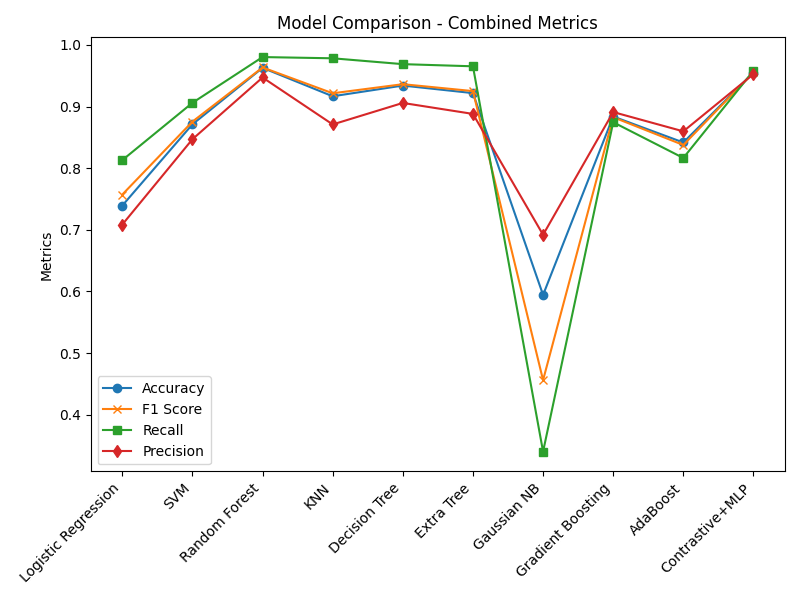 Model Comparison - Combined Metrics
Metrics
1.0
0.9
0.8
0.7
0.6
0.5
0.4
Accuracy
F1 Score
Recall
Precision
Logistic Regression
SVM
Random Forest
KNN
Decision Tree
Extra Tree
Gaussian NB
Gradient Boosting
AdaBoost
Contrastive+MLP